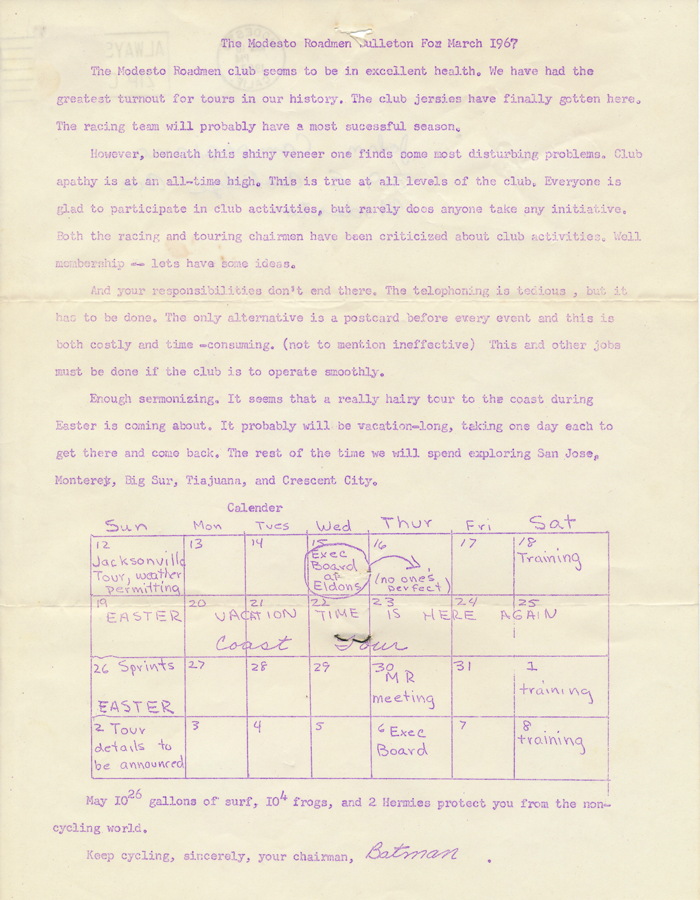 The Modesto Roadmen Bulleton For March 1967
The Modesto Roadmen club seems to be in excellent health. We have had the
greatest turnout for tours in our history. The club jersies have finally gotten here.
The racing team will probably have a most sucessful season.
However, beneath this shiny veneer one finds some most disturbing problems. Club
apathy is at an all-time high. This is true at all levels of the club. Everyone is
glad to participate in club activities, but rarely does anyone take any initiative.
Both the racing and touring chairmen have been criticized about club activities. Well
membership -- lets have some ideas.
And your responsibilities don't end there. The telephoning is tedious , but it
has to be done. The only alternative is a postcard before every event and this is
both costly and time -consuming. (not to mention ineffective) This and other jobs
must be done if the club is to operate smoothly.
Enough sermonizing. It seems that a really hairy tour to the coast during
Easter is coming about. It probably will be vacation-long, taking one day each to
get there and come back. The rest of the time we will spend exploring San Jose,
Monterey, Big Sur, Tiajuana, and Crescent City.
Calender
Sun Mon Tues Wed Thur Fri Sat
12 13 14 15 16 17 18
Jacksonville Tour, weather permitting
Exec Board at Eldons
(no one's perfect)
Training
19 20 21 22 23 24 25
EASTER VACATION TIME IS HERE AGAIN
Coast Tour
26 Sprints 27 28 29 30 31 1
EASTER
MR meeting
training
2 Tour 3 4 5 6 Exec 7 8
details to be announced
Board
training
May 10^26 gallons of surf, 10^4 frogs, and 2 Hermies protect you from the non-
cycling world.
Keep cycling, sincerely, your chairman, Batman .
ALWAYS